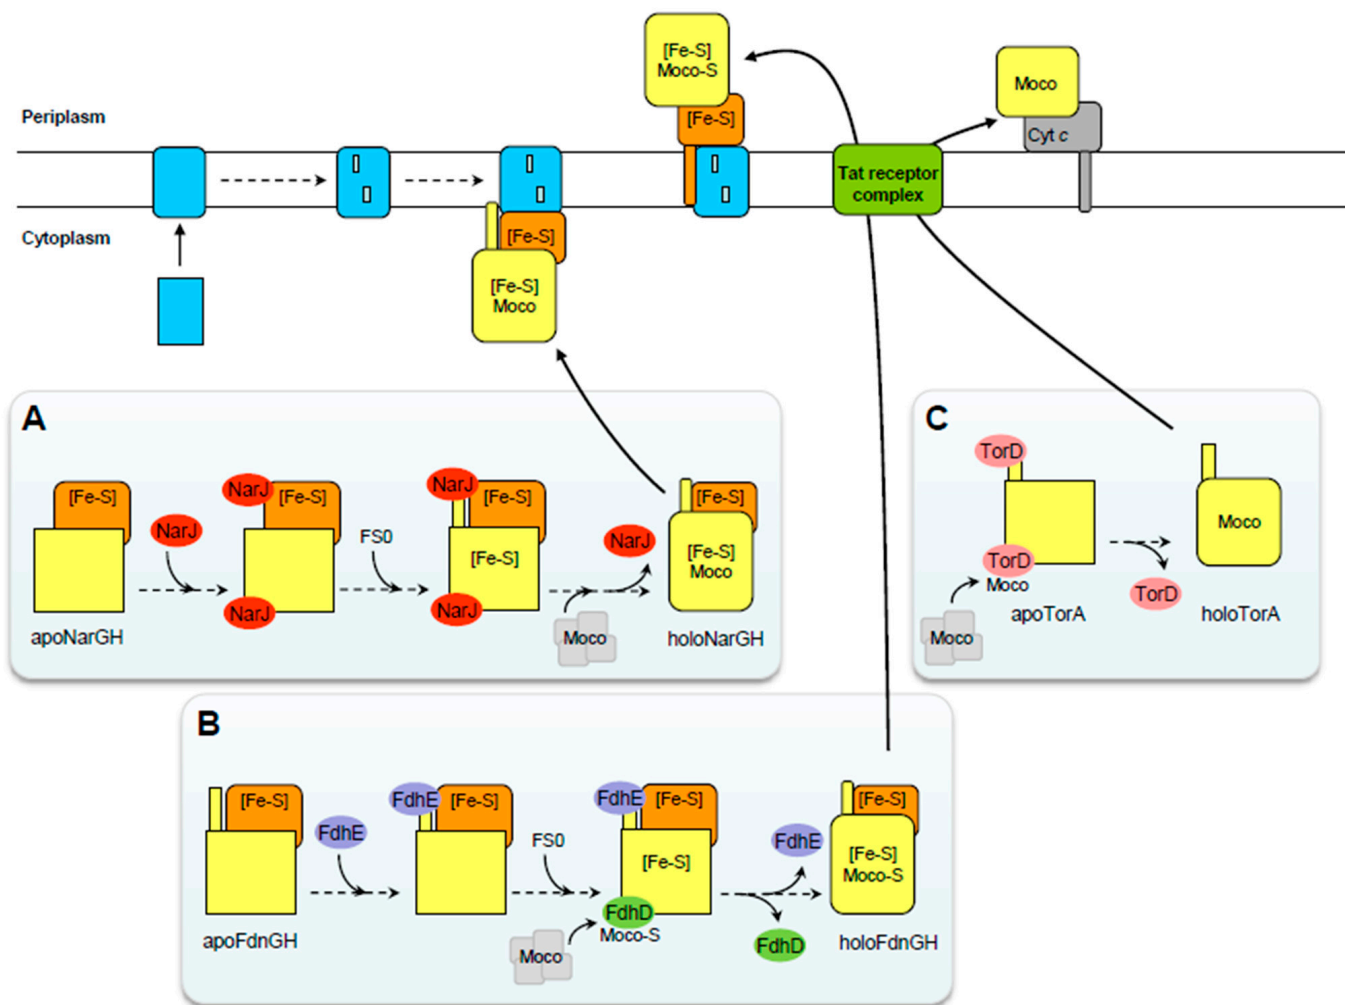 [Fe-S]
Moco-S
[Fe-S]
Moco
Cyt c
Periplasm
Tat receptor
complex
Cytoplasm
[Fe-S]
[Fe-S]
Moco
A
[Fe-S]
NarJ
NarJ
[Fe-S]
NarJ
FS0
NarJ
[Fe-S]
[Fe-S]
NarJ
Moco
NarJ
[Fe-S]
[Fe-S]
Moco
apoNarGH
holoNarGH
C
TorD
TorD
Moco
Moco
apoTorA
TorD
Moco
holoTorA
B
[Fe-S]
FdhE
FdhE
[Fe-S]
FS0
FdhE
[Fe-S]
[Fe-S]
FdhD
Moco-S
Moco
FdhE
FdhD
[Fe-S]
[Fe-S]
Moco-S
apoFdnGH
holoFdnGH